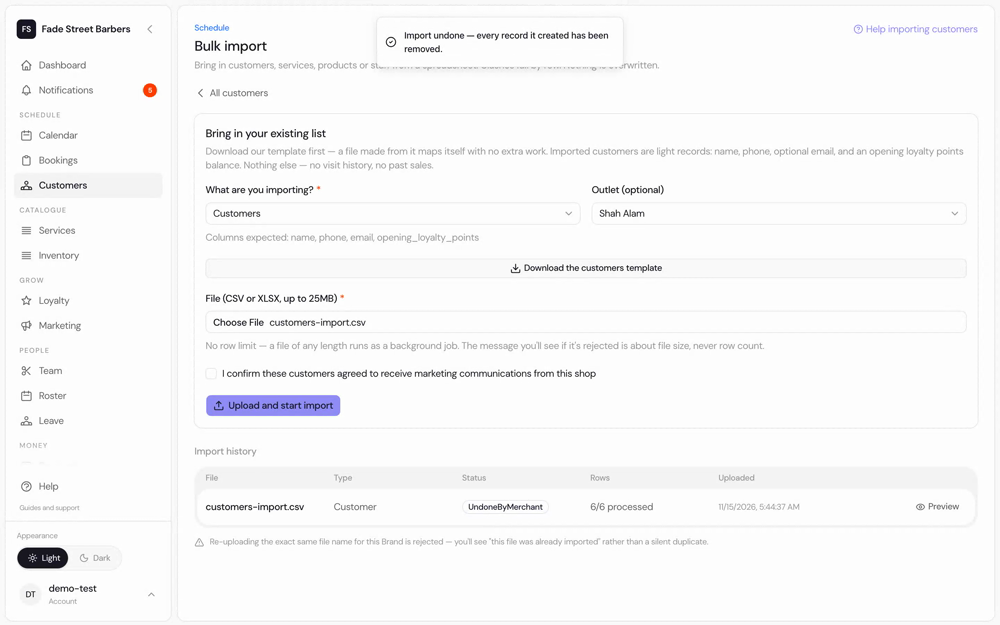 FS
Fade Street Barbers
Dashboard
Notifications
5
SCHEDULE
Calendar
Bookings
Customers
CATALOGUE
Services
Inventory
GROW
Loyalty
Marketing
PEOPLE
Team
Roster
Leave
MONEY
Help
Guides and support
Appearance
Light
Dark
DT
demo-test
Account
Schedule
Bulk import
Bring in customers, services, products or
Import undone — every record it created has been
removed.
Help importing customers
All customers
Bring in your existing list
Download our template first — a file made from it maps itself with no extra work. Imported customers are light records: name, phone, optional email, and an opening loyalty points
balance. Nothing else — no visit history, no past sales.
What are you importing? *
Customers
Columns expected: name, phone, email, opening_loyalty_points
Outlet (optional)
Shah Alam
Download the customers template
File (CSV or XLSX, up to 25MB) *
Choose File customers-import.csv
No row limit — a file of any length runs as a background job. The message you'll see if it's rejected is about file size, never row count.
I confirm these customers agreed to receive marketing communications from this shop
Upload and start import
Import history
File Type Status Rows Uploaded
customers-import.csv Customer UndoneByMerchant 6/6 processed 11/15/2026, 5:44:37 AM Preview
Re-uploading the exact same file name for this Brand is rejected — you'll see "this file was already imported" rather than a silent duplicate.